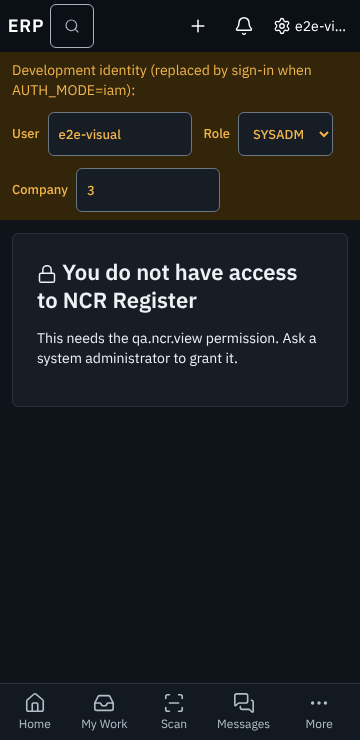 ERP
e2e-vi...
Development identity (replaced by sign-in when
AUTH_MODE=iam):
User e2e-visual Role SYSADM
Company 3
You do not have access
to NCR Register
This needs the qa.ncr.view permission. Ask a
system administrator to grant it.
Home My Work Scan Messages More